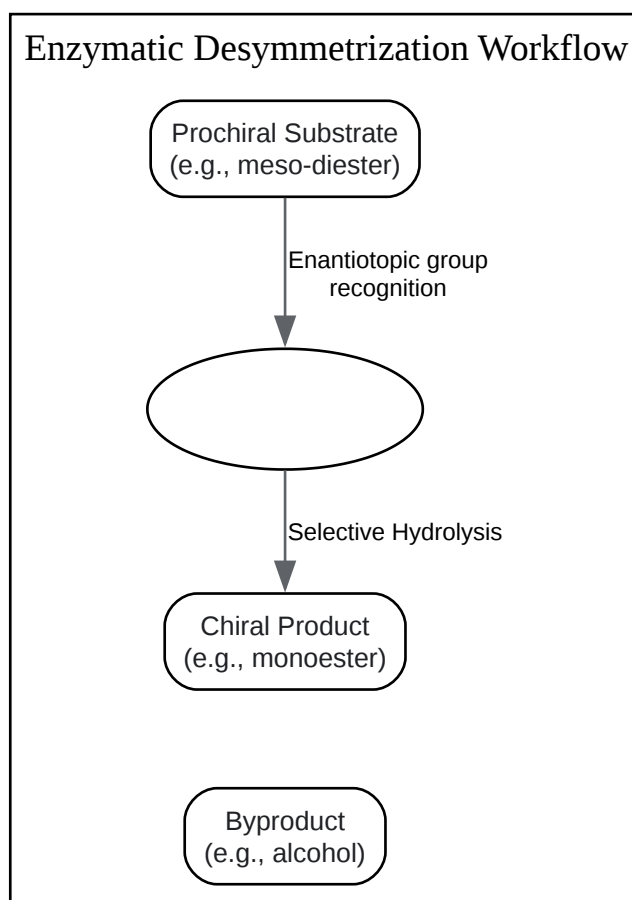 Enzymatic Desymmetrization Workflow
Prochiral Substrate
(e.g., meso-diester)
Enantiotopic group
recognition
Selective Hydrolysis
Chiral Product
(e.g., monoester)
Byproduct
(e.g., alcohol)